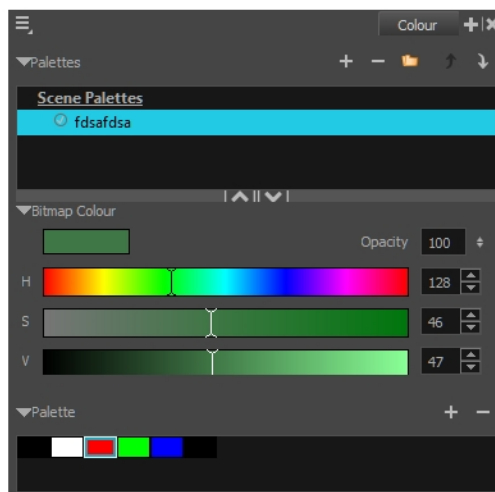 Colour
Palettes
Scene Palettes
fdsafdsa
Bitmap Colour
Opacity 100
H 128
S 46
V 47
Palette